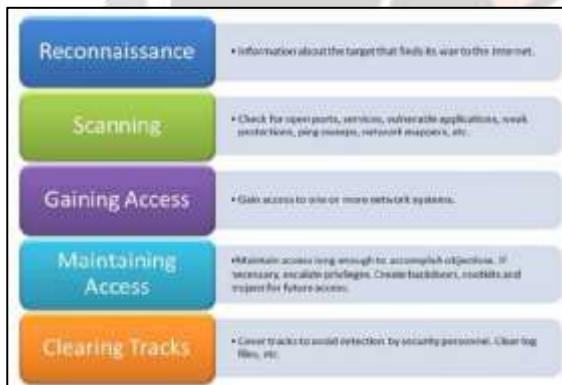 Reconnaissance
• Information about the target that finds its way to the Internet.
Scanning
• Check for open ports, services, vulnerable applications, weak
protections, ping sweeps, network mappers, etc.
Gaining Access
• Gain access to one or more network systems.
Maintaining
Access
•Maintain access long enough to accomplish objectives. If
necessary, escalate privileges. Create backdoors, rootkits and
trojans for future access.
Clearing Tracks
• Cover tracks to avoid detection by security personnel. Clear log
files, etc.